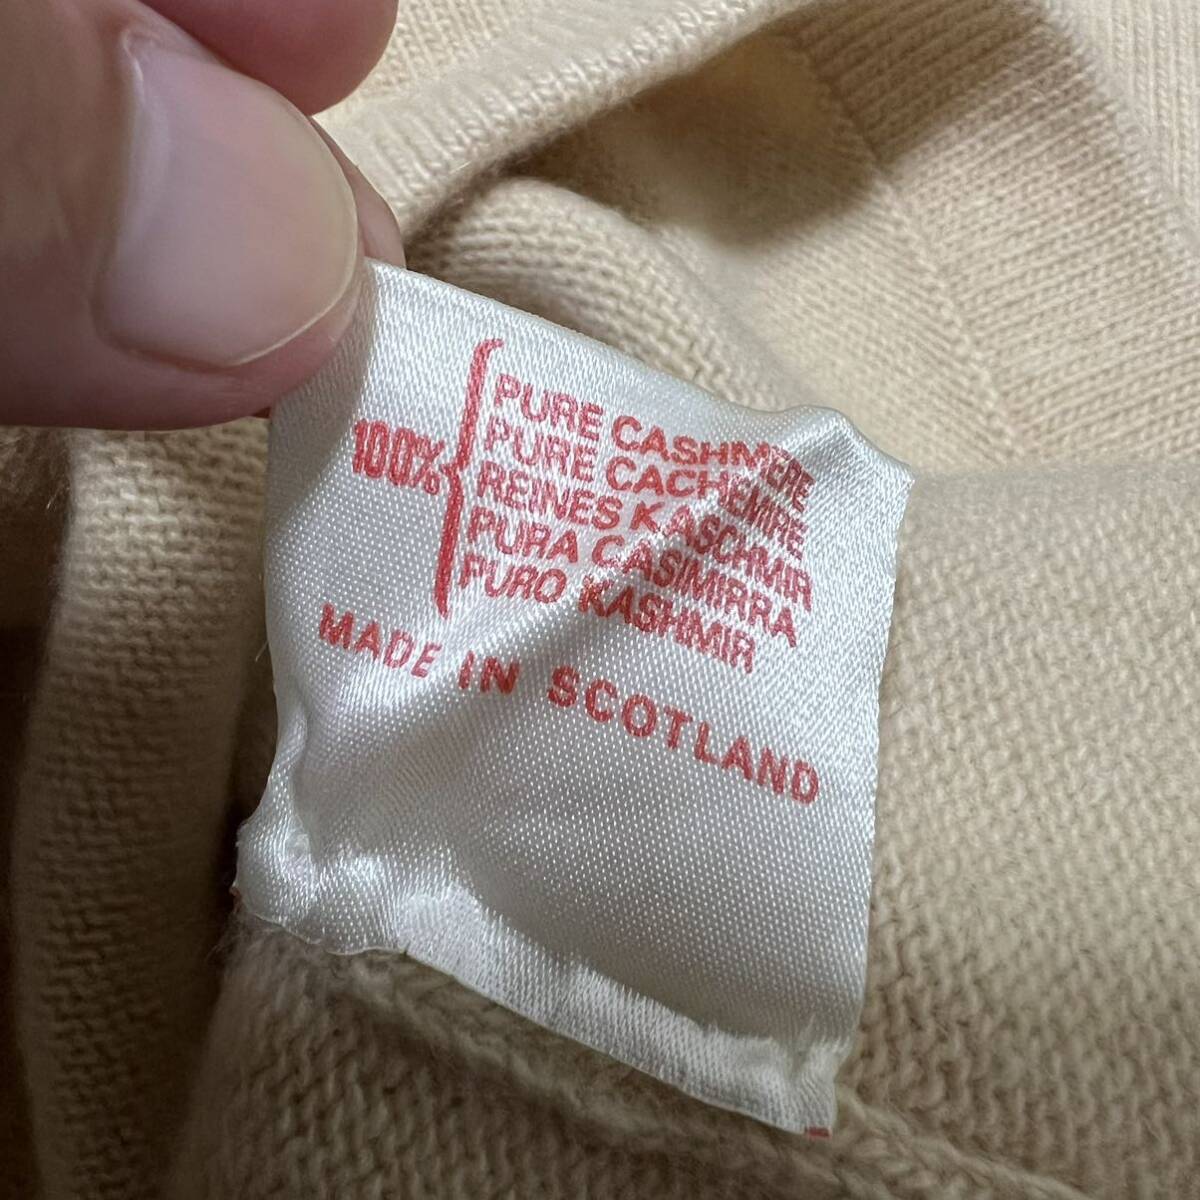 100%
PURE CASHMERE
PURE CACHEMIRE
REINES KASCHMIR
PURA CASIMIRRA
PURO KASHMIR
MADE IN SCOTLAND